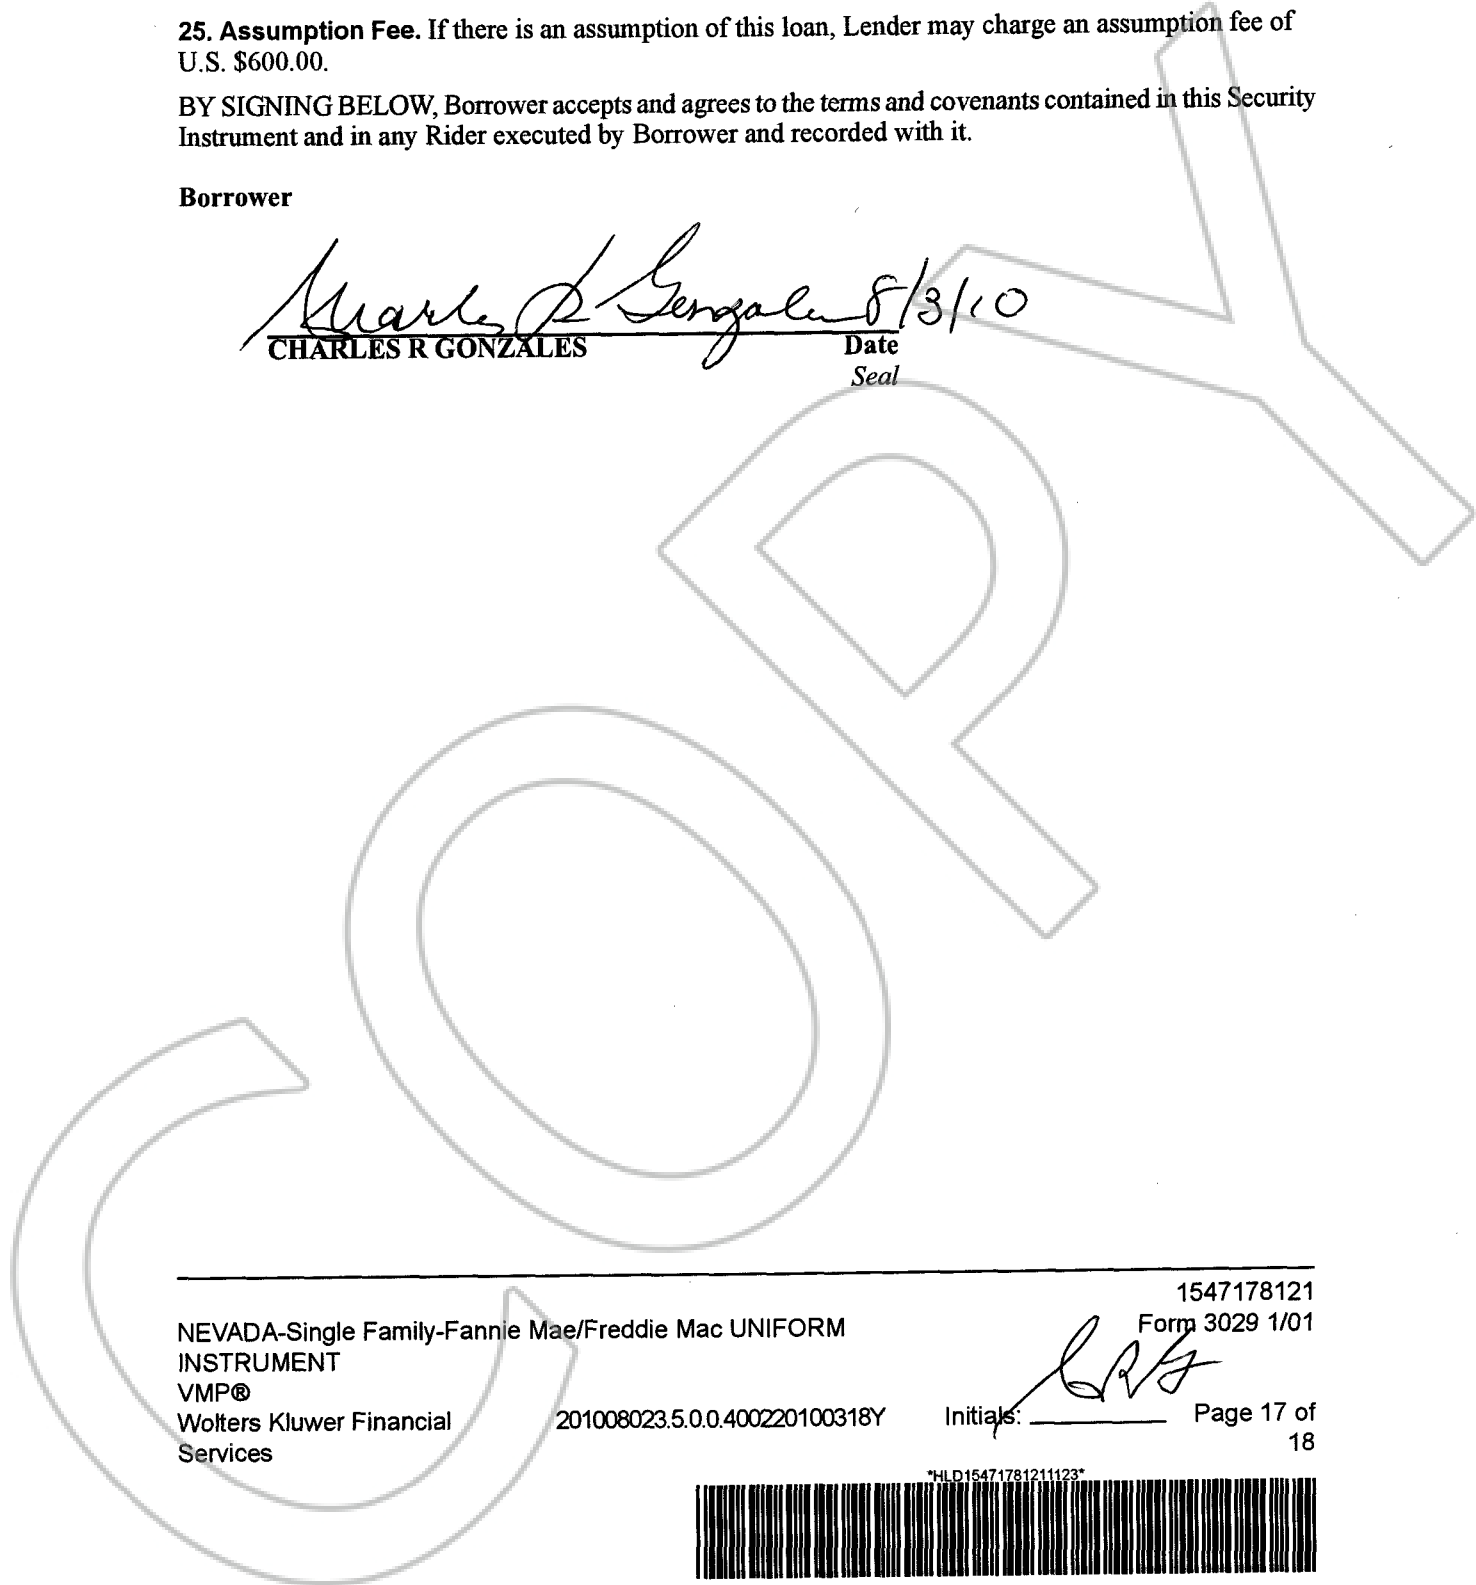 25. Assumption Fee. If there is an assumption of this loan, Lender may charge an assumption fee of
U.S. $600.00.
BY SIGNING BELOW, Borrower accepts and agrees to the terms and covenants contained in this Security
Instrument and in any Rider executed by Borrower and recorded with it.
Borrower
Charles R Gonzales 8/3/10
CHARLES R GONZALES Date
Seal
COPY
1547178121
NEVADA-Single Family-Fannie Mae/Freddie Mac UNIFORM Form 3029 1/01
INSTRUMENT
VMP®
Wolters Kluwer Financial 201008023.5.0.0.400220100318Y Initials: CRG Page 17 of
Services 18
*HLD15471781211123*